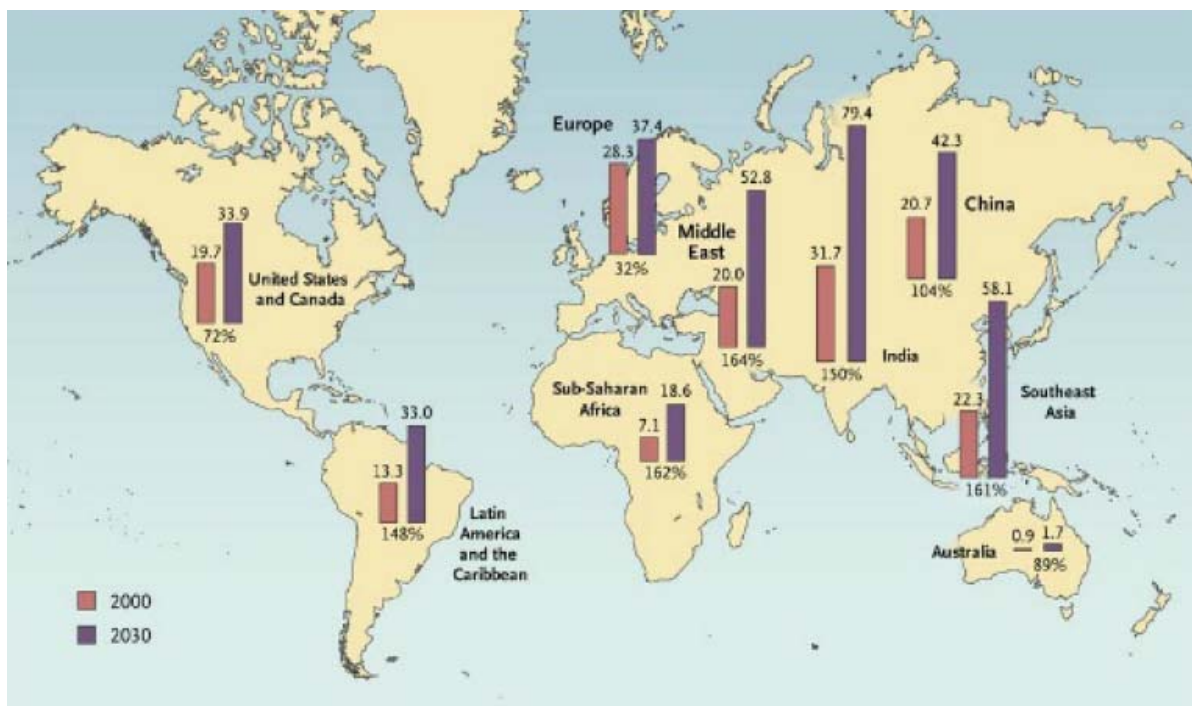 Europe
28.3
37.4
32%
79.4
31.7
150%
India
42.3
20.7
China
104%
Middle
East
52.8
20.0
164%
33.9
19.7
United States
and Canada
72%
58.1
22.3
Southeast
Asia
161%
Sub-Saharan
Africa
18.6
7.1
162%
33.0
13.3
148%
Latin
America
and the
Caribbean
Australia
0.9
1.7
89%
2000
2030